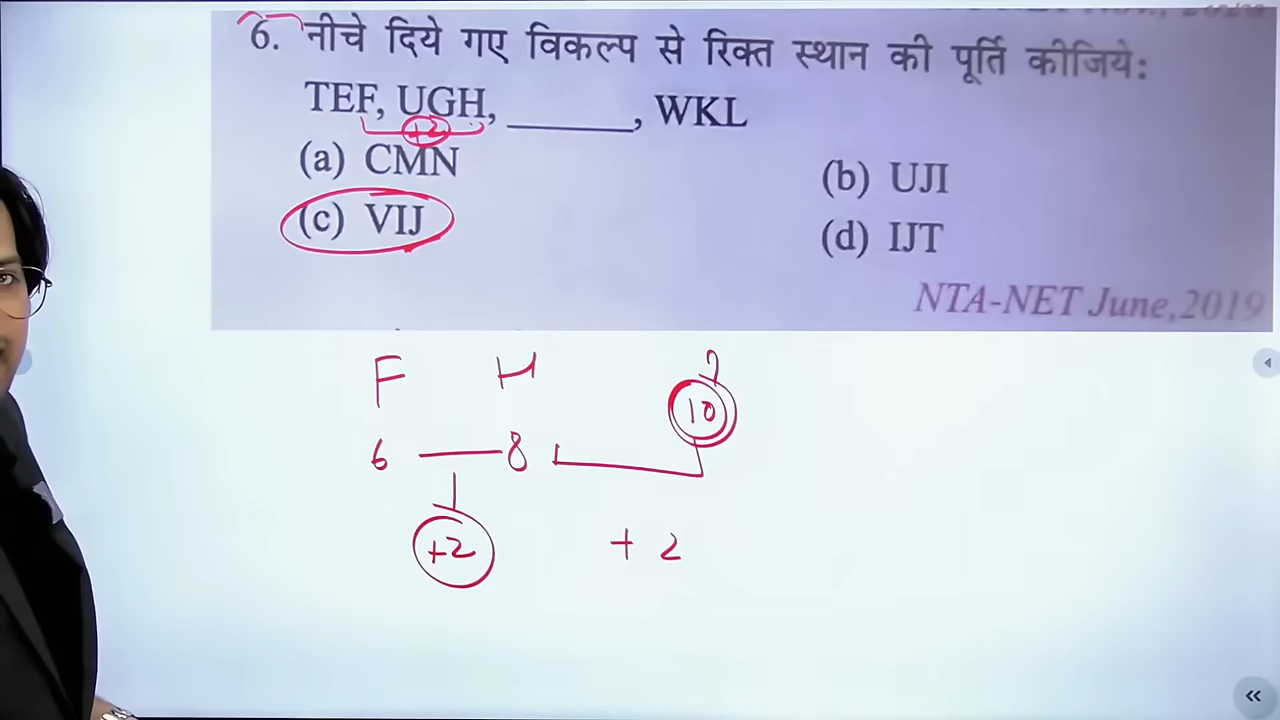 6. नीचे दिये गए विकल्प से रिक्त स्थान की पूर्ति कीजिये:
TEF, UGH, ______, WKL
+2
(a) CMN
(b) UJI
(c) VIJ
(d) IJT
NTA-NET June,2019
F H J
10
6 8
+2 + 2